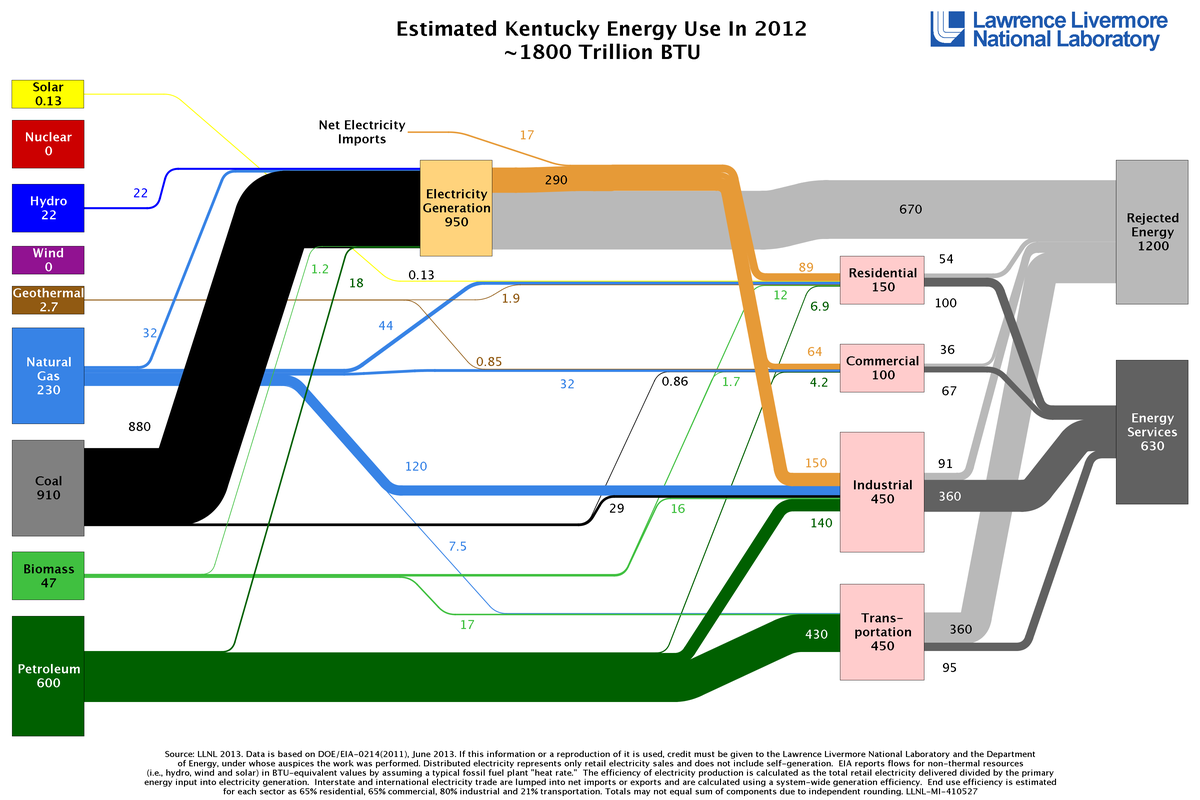 Estimated Kentucky Energy Use In 2012
~1800 Trillion BTU
Lawrence Livermore
National Laboratory
Solar
0.13
Nuclear
0
Hydro
22
Wind
0
Geothermal
2.7
Natural
Gas
230
Coal
910
Biomass
47
Petroleum
600
22
32
880
Net Electricity
Imports
17
Electricity
Generation
950
290
670
1.2
18
0.13
1.9
44
0.85
32
0.86
120
29
16
7.5
17
89
12
6.9
64
1.7
4.2
150
140
430
Residential
150
Commercial
100
Industrial
450
Trans-
portation
450
54
100
36
67
91
360
360
95
Rejected
Energy
1200
Energy
Services
630
Source: LLNL 2013. Data is based on DOE/EIA-0214(2011), June 2013. If this information or a reproduction of it is used, credit must be given to the Lawrence Livermore National Laboratory and the Department
of Energy, under whose auspices the work was performed. Distributed electricity represents only retail electricity sales and does not include self-generation. EIA reports flows for non-thermal resources
(i.e., hydro, wind and solar) in BTU-equivalent values by assuming a typical fossil fuel plant "heat rate." The efficiency of electricity production is calculated as the total retail electricity delivered divided by the primary
energy input into electricity generation. Interstate and international electricity trade are lumped into net imports or exports and are calculated using a system-wide generation efficiency. End use efficiency is estimated
for each sector as 65% residential, 65% commercial, 80% industrial and 21% transportation. Totals may not equal sum of components due to independent rounding. LLNL-MI-410527